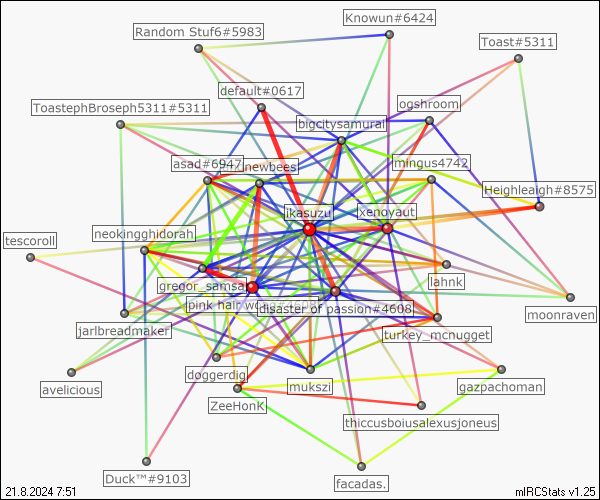 Knowun#6424
Random Stuf6#5983
Toast#5311
default#0617
ToastephBroseph5311#5311
ogshroom
bigcitysamurai
asad#6947
newbees
mingus4742
Heighleaigh#8575
ikasuzu
xenoyaut
neokingghidorah
tescoroll
gregor_samsa
lahnk
pink hair
disaster of passion#4608
moonraven
jarlbreadmaker
turkey_mcnugget
doggerdig
mukszi
avelicious
gazpachoman
ZeeHonK
thiccusboiusalexusjoneus
Duck™#9103
facadas.
21.8.2024 7:51
mIRCStats v1.25